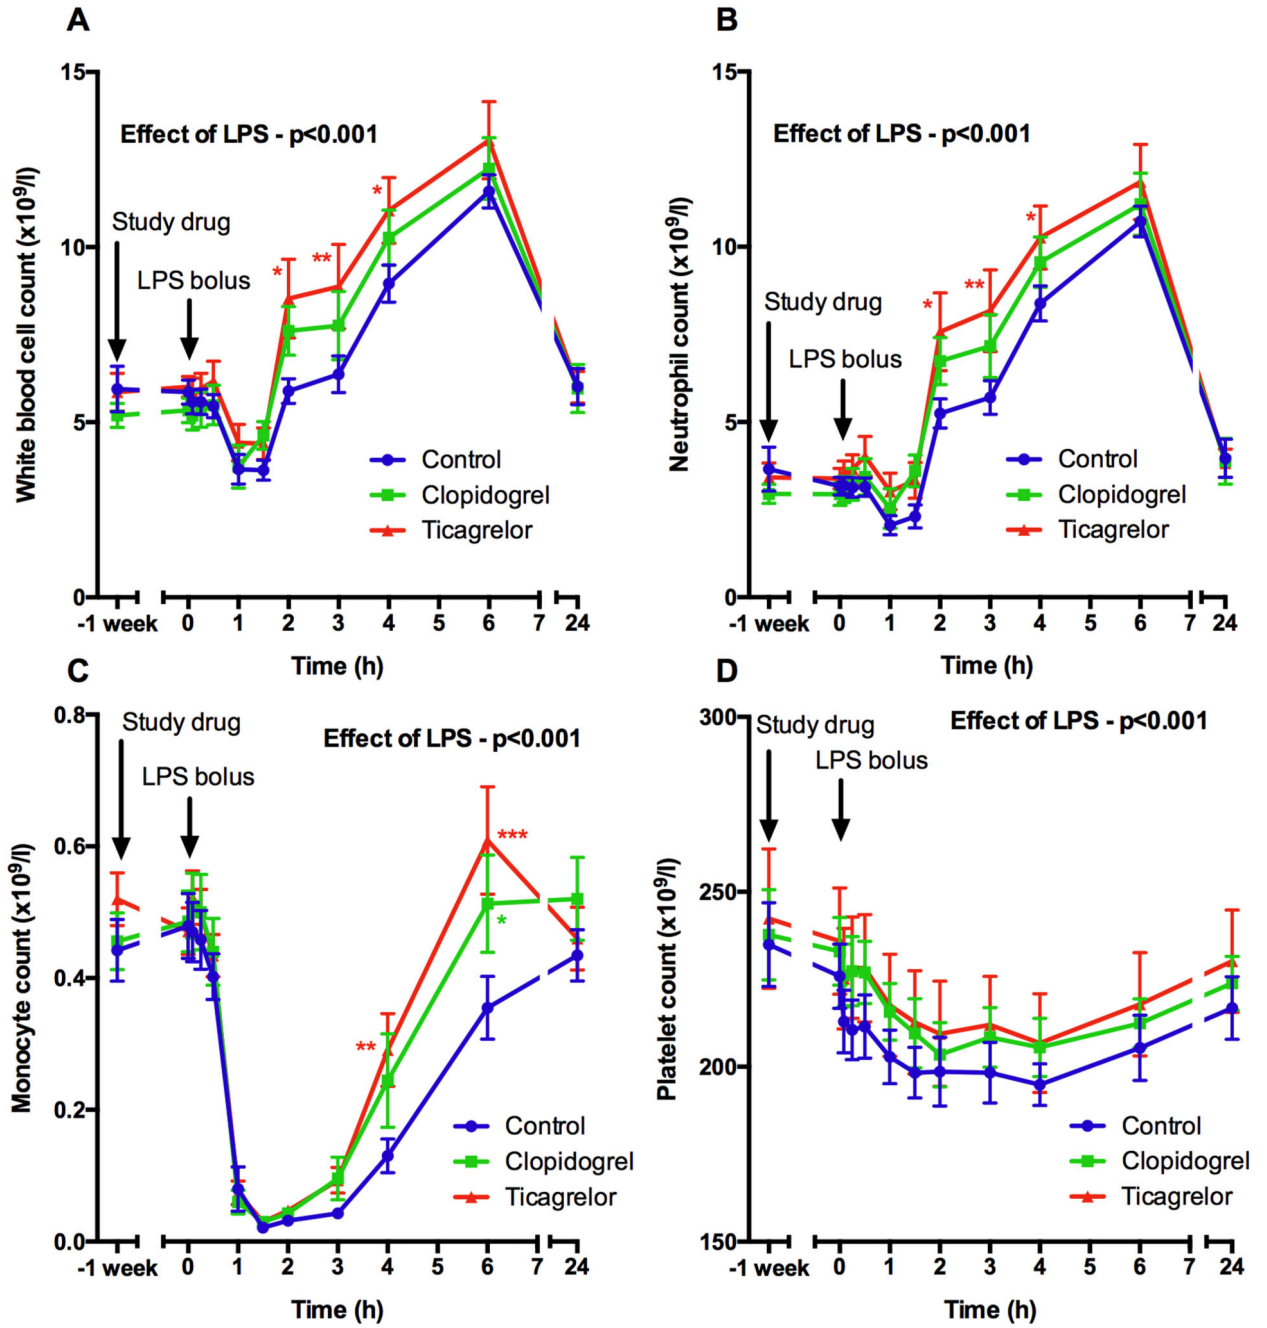 A
15
10
5
0
White blood cell count (x10⁹/l)
Effect of LPS - p<0.001
Study drug
LPS bolus
*
**
*
Control
Clopidogrel
Ticagrelor
-1 week 0 1 2 3 4 5 6 7 24
Time (h)
B
15
10
5
0
Neutrophil count (x10⁹/l)
Effect of LPS - p<0.001
Study drug
LPS bolus
*
**
*
Control
Clopidogrel
Ticagrelor
-1 week 0 1 2 3 4 5 6 7 24
Time (h)
C
0.8
0.6
0.4
0.2
0.0
Monocyte count (x10⁹/l)
Study drug
Effect of LPS - p<0.001
LPS bolus
***
*
**
Control
Clopidogrel
Ticagrelor
-1 week 0 1 2 3 4 5 6 7 24
Time (h)
D
300
250
200
150
Platelet count (x10⁹/l)
Study drug
Effect of LPS - p<0.001
LPS bolus
Control
Clopidogrel
Ticagrelor
-1 week 0 1 2 3 4 5 6 7 24
Time (h)